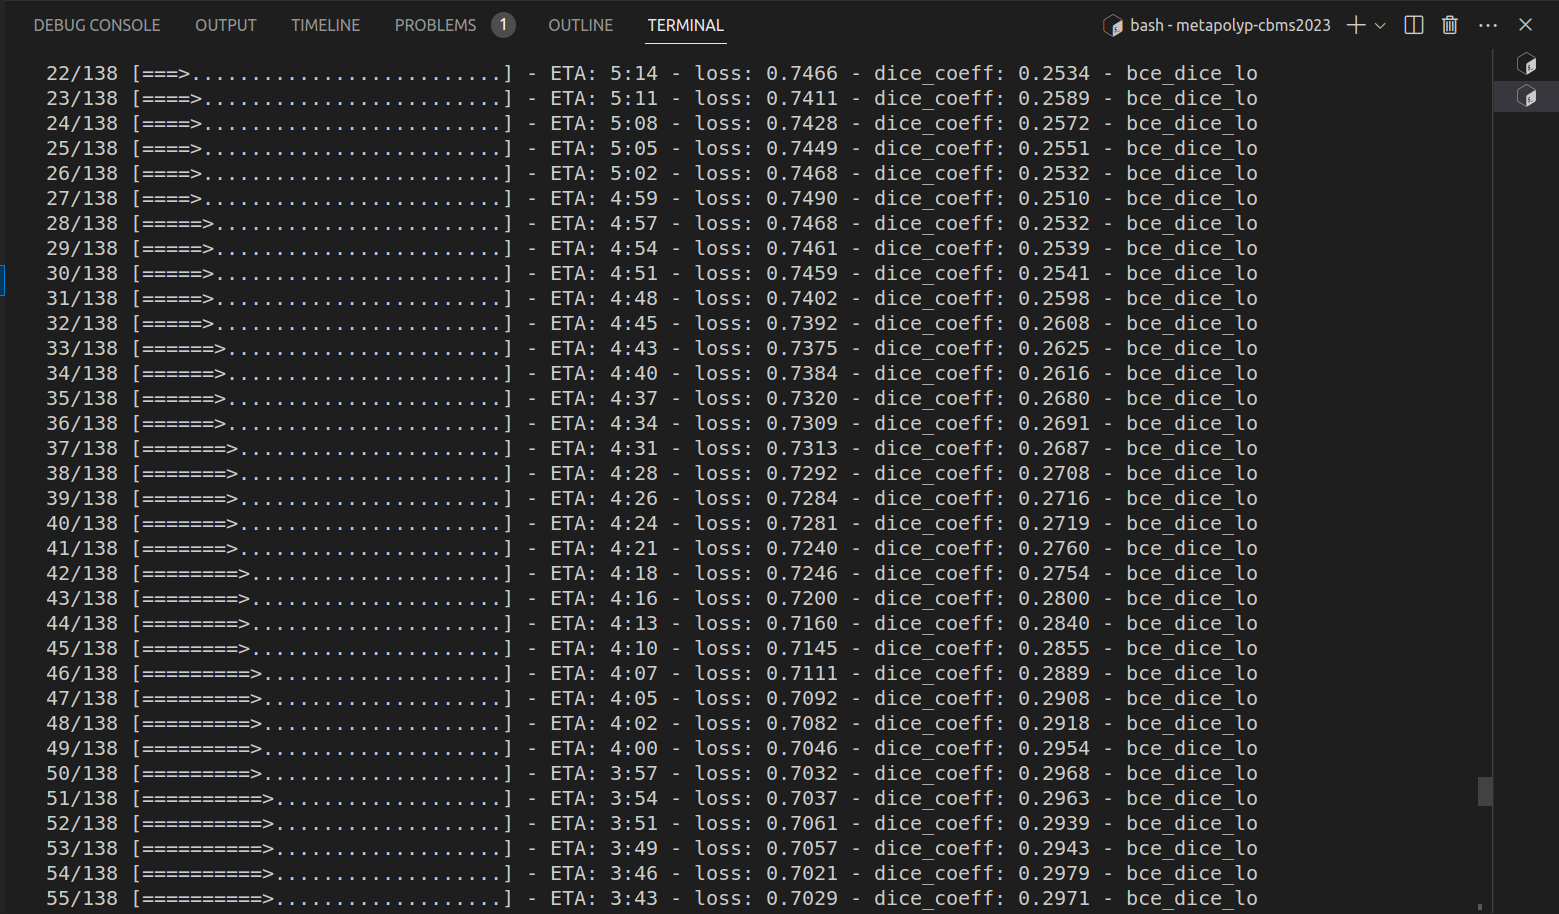 DEBUG CONSOLE OUTPUT TIMELINE PROBLEMS 1 OUTLINE TERMINAL bash - metapolyp-cbms2023
22/138 [===>..........................] - ETA: 5:14 - loss: 0.7466 - dice_coeff: 0.2534 - bce_dice_lo
23/138 [====>.........................] - ETA: 5:11 - loss: 0.7411 - dice_coeff: 0.2589 - bce_dice_lo
24/138 [====>.........................] - ETA: 5:08 - loss: 0.7428 - dice_coeff: 0.2572 - bce_dice_lo
25/138 [====>.........................] - ETA: 5:05 - loss: 0.7449 - dice_coeff: 0.2551 - bce_dice_lo
26/138 [====>.........................] - ETA: 5:02 - loss: 0.7468 - dice_coeff: 0.2532 - bce_dice_lo
27/138 [====>.........................] - ETA: 4:59 - loss: 0.7490 - dice_coeff: 0.2510 - bce_dice_lo
28/138 [=====>........................] - ETA: 4:57 - loss: 0.7468 - dice_coeff: 0.2532 - bce_dice_lo
29/138 [=====>........................] - ETA: 4:54 - loss: 0.7461 - dice_coeff: 0.2539 - bce_dice_lo
30/138 [=====>........................] - ETA: 4:51 - loss: 0.7459 - dice_coeff: 0.2541 - bce_dice_lo
31/138 [=====>........................] - ETA: 4:48 - loss: 0.7402 - dice_coeff: 0.2598 - bce_dice_lo
32/138 [=====>........................] - ETA: 4:45 - loss: 0.7392 - dice_coeff: 0.2608 - bce_dice_lo
33/138 [======>.......................] - ETA: 4:43 - loss: 0.7375 - dice_coeff: 0.2625 - bce_dice_lo
34/138 [======>.......................] - ETA: 4:40 - loss: 0.7384 - dice_coeff: 0.2616 - bce_dice_lo
35/138 [======>.......................] - ETA: 4:37 - loss: 0.7320 - dice_coeff: 0.2680 - bce_dice_lo
36/138 [======>.......................] - ETA: 4:34 - loss: 0.7309 - dice_coeff: 0.2691 - bce_dice_lo
37/138 [=======>......................] - ETA: 4:31 - loss: 0.7313 - dice_coeff: 0.2687 - bce_dice_lo
38/138 [=======>......................] - ETA: 4:28 - loss: 0.7292 - dice_coeff: 0.2708 - bce_dice_lo
39/138 [=======>......................] - ETA: 4:26 - loss: 0.7284 - dice_coeff: 0.2716 - bce_dice_lo
40/138 [=======>......................] - ETA: 4:24 - loss: 0.7281 - dice_coeff: 0.2719 - bce_dice_lo
41/138 [=======>......................] - ETA: 4:21 - loss: 0.7240 - dice_coeff: 0.2760 - bce_dice_lo
42/138 [========>.....................] - ETA: 4:18 - loss: 0.7246 - dice_coeff: 0.2754 - bce_dice_lo
43/138 [========>.....................] - ETA: 4:16 - loss: 0.7200 - dice_coeff: 0.2800 - bce_dice_lo
44/138 [========>.....................] - ETA: 4:13 - loss: 0.7160 - dice_coeff: 0.2840 - bce_dice_lo
45/138 [========>.....................] - ETA: 4:10 - loss: 0.7145 - dice_coeff: 0.2855 - bce_dice_lo
46/138 [=========>....................] - ETA: 4:07 - loss: 0.7111 - dice_coeff: 0.2889 - bce_dice_lo
47/138 [=========>....................] - ETA: 4:05 - loss: 0.7092 - dice_coeff: 0.2908 - bce_dice_lo
48/138 [=========>....................] - ETA: 4:02 - loss: 0.7082 - dice_coeff: 0.2918 - bce_dice_lo
49/138 [=========>....................] - ETA: 4:00 - loss: 0.7046 - dice_coeff: 0.2954 - bce_dice_lo
50/138 [=========>....................] - ETA: 3:57 - loss: 0.7032 - dice_coeff: 0.2968 - bce_dice_lo
51/138 [==========>...................] - ETA: 3:54 - loss: 0.7037 - dice_coeff: 0.2963 - bce_dice_lo
52/138 [==========>...................] - ETA: 3:51 - loss: 0.7061 - dice_coeff: 0.2939 - bce_dice_lo
53/138 [==========>...................] - ETA: 3:49 - loss: 0.7057 - dice_coeff: 0.2943 - bce_dice_lo
54/138 [==========>...................] - ETA: 3:46 - loss: 0.7021 - dice_coeff: 0.2979 - bce_dice_lo
55/138 [==========>...................] - ETA: 3:43 - loss: 0.7029 - dice_coeff: 0.2971 - bce_dice_lo